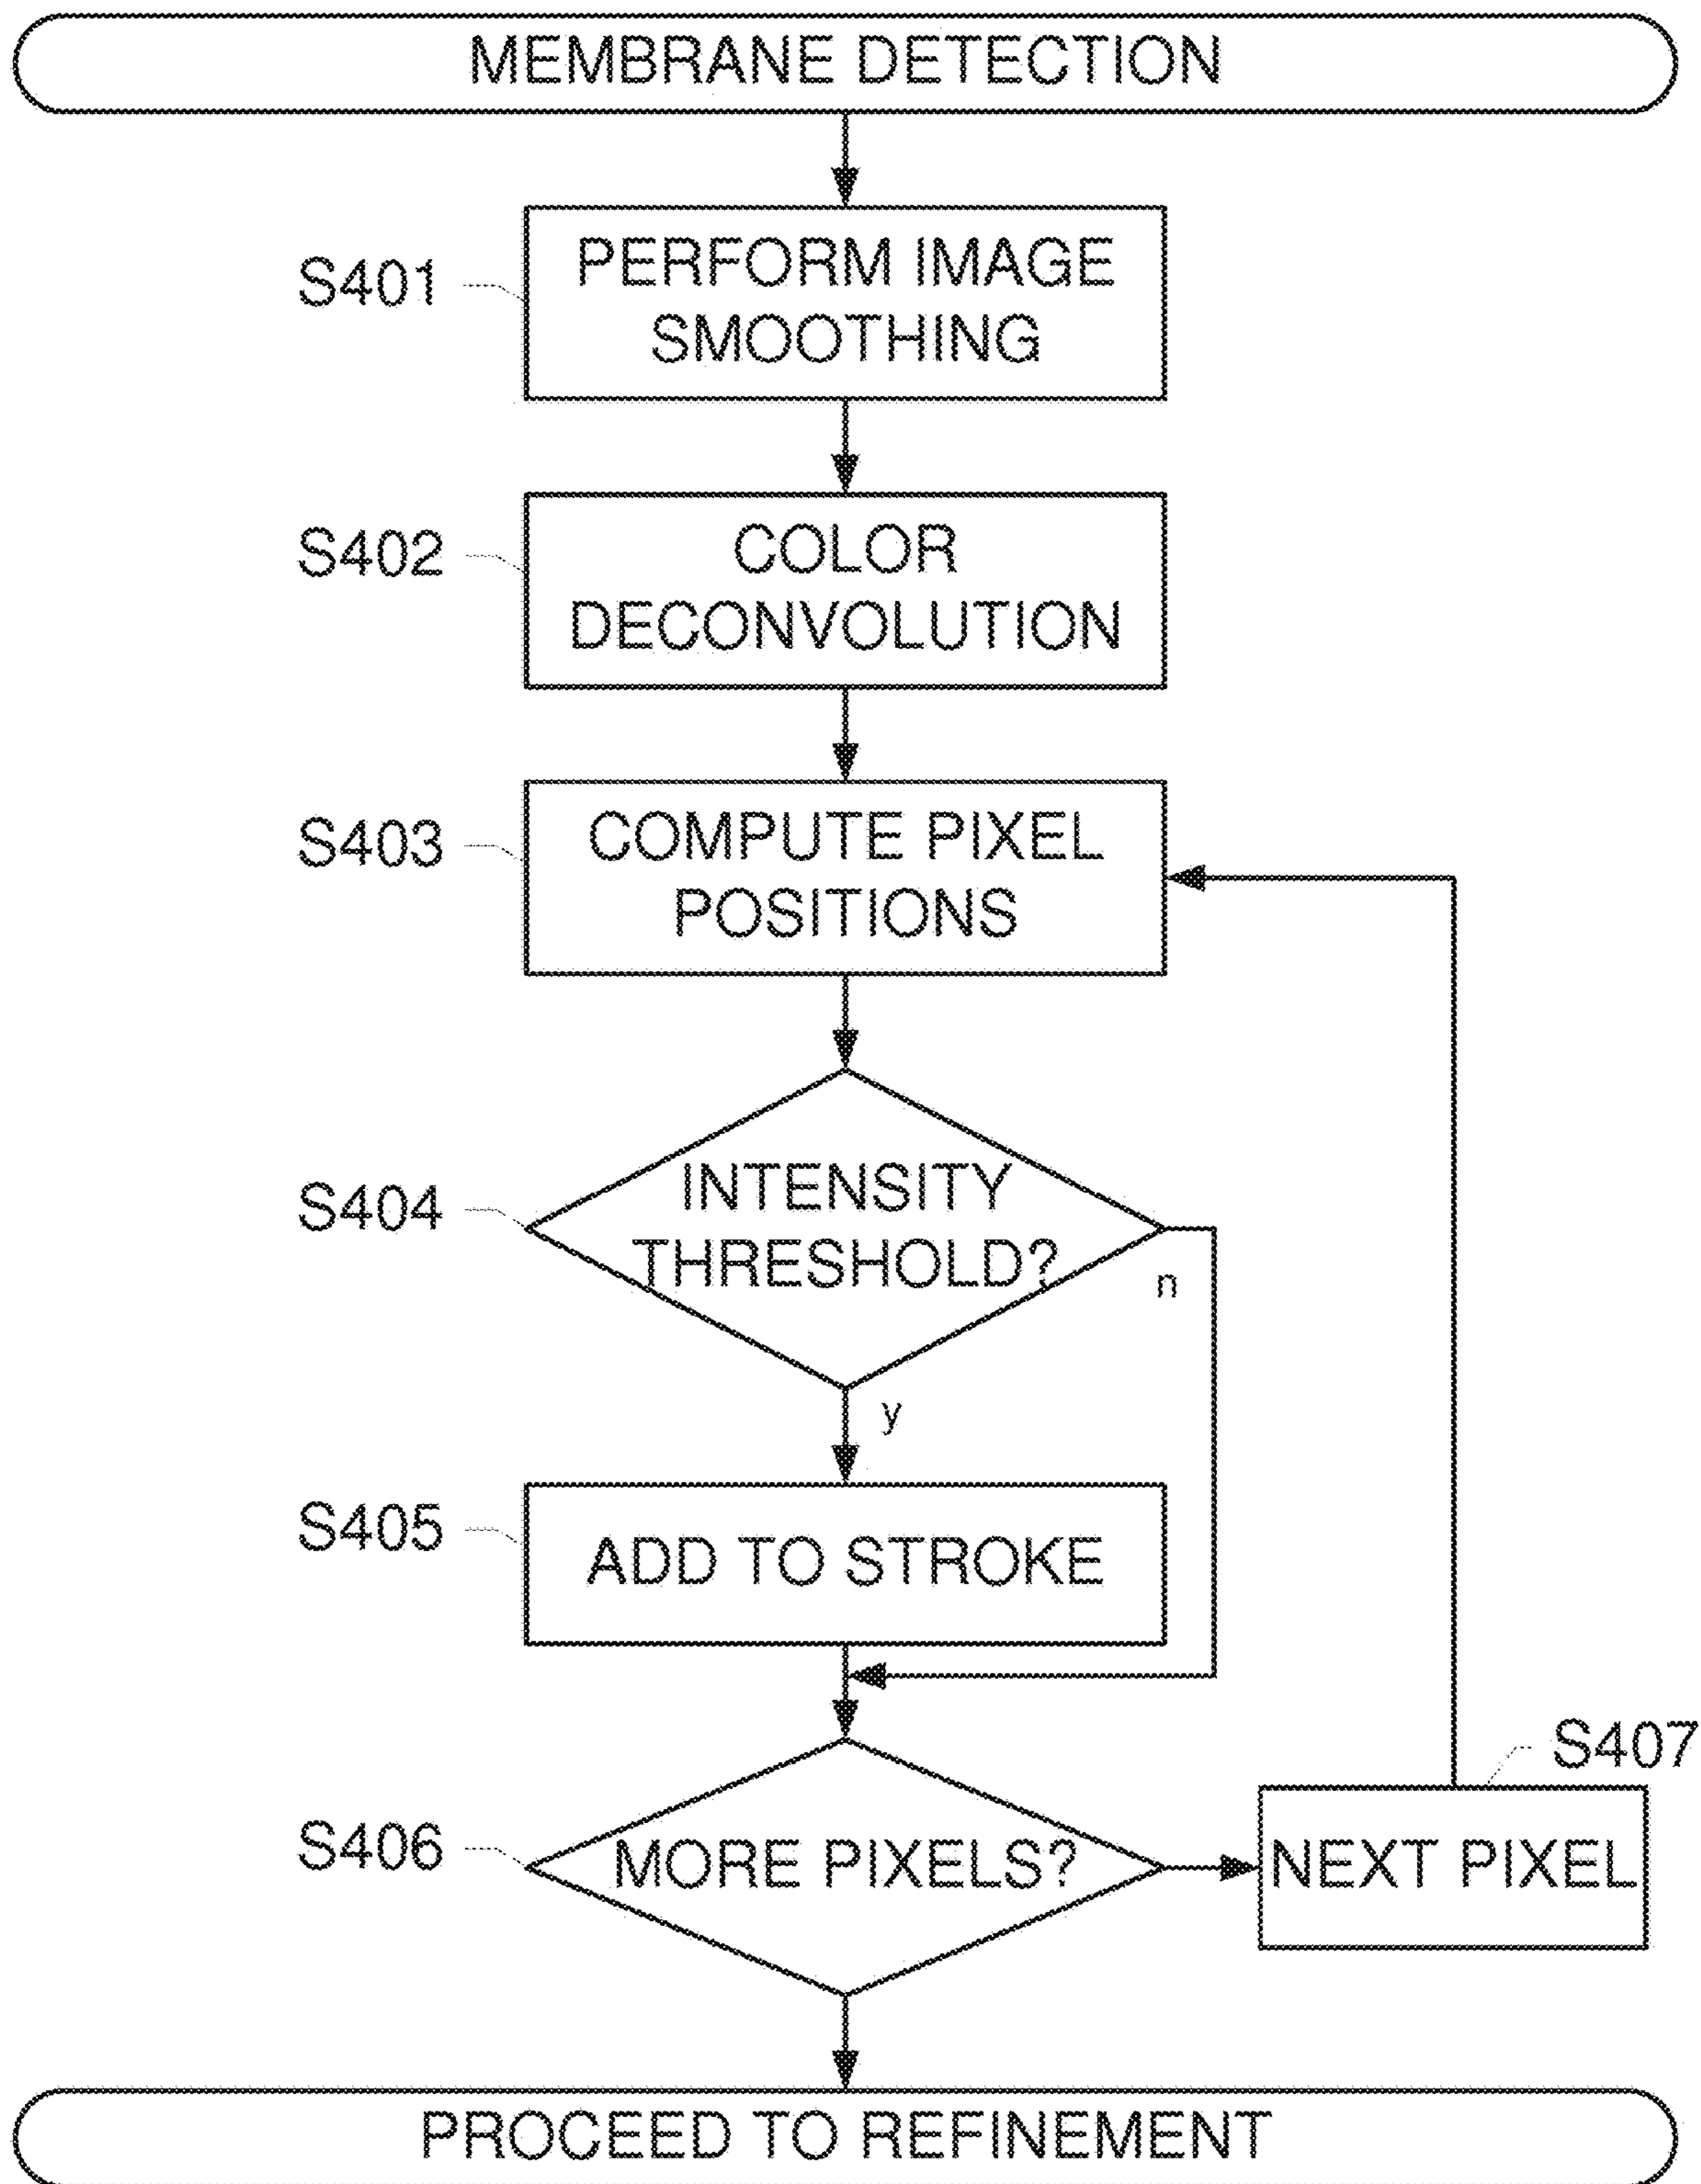 MEMBRANE DETECTION
S401
PERFORM IMAGE
SMOOTHING
S402
COLOR
DECONVOLUTION
S403
COMPUTE PIXEL
POSITIONS
S404
INTENSITY
THRESHOLD?
n
y
S405
ADD TO STROKE
S406
MORE PIXELS?
S407
NEXT PIXEL
PROCEED TO REFINEMENT